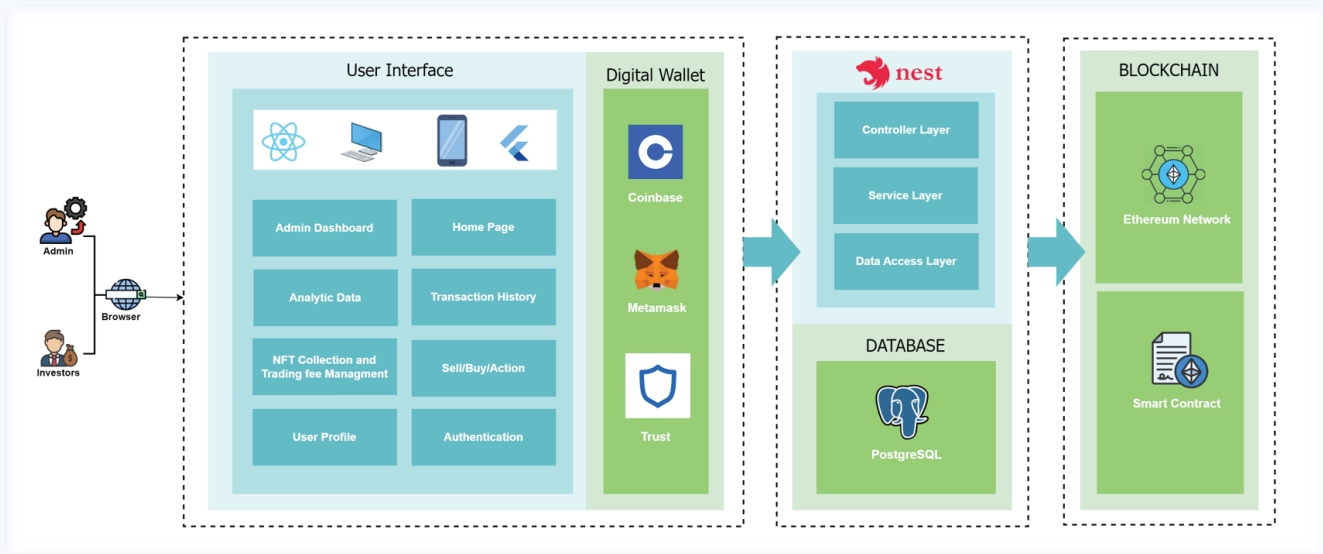 Admin
Investors
Browser
User Interface
Admin Dashboard
Home Page
Analytic Data
Transaction History
NFT Collection and
Trading fee Managment
Sell/Buy/Action
User Profile
Authentication
Digital Wallet
Coinbase
Metamask
Trust
nest
Controller Layer
Service Layer
Data Access Layer
DATABASE
PostgreSQL
BLOCKCHAIN
Ethereum Network
Smart Contract